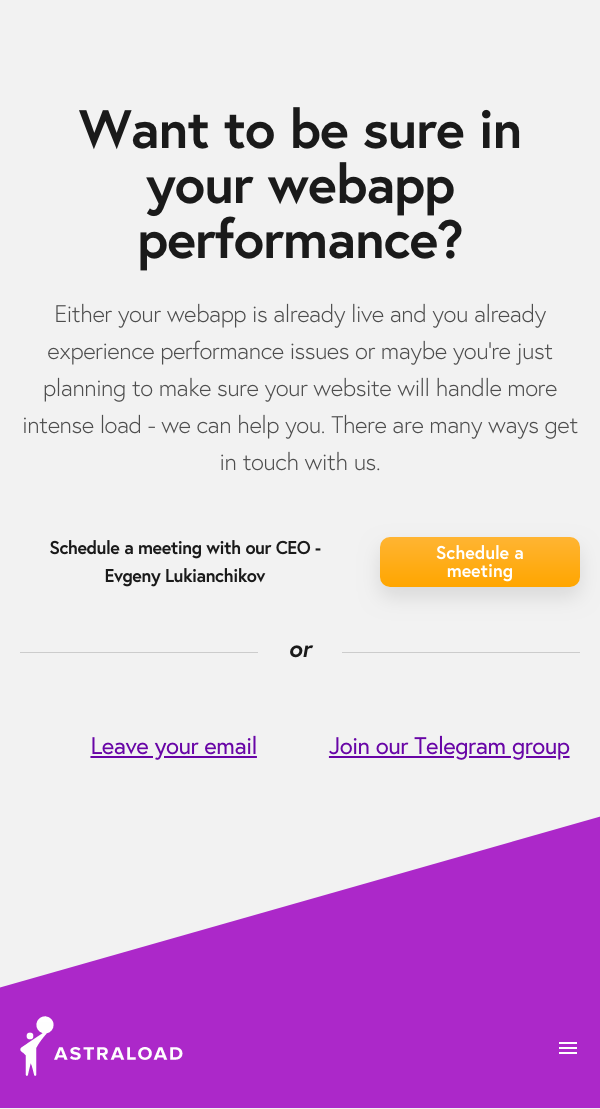 Want to be sure in
your webapp
performance?
Either your webapp is already live and you already
experience performance issues or maybe you're just
planning to make sure your website will handle more
intense load - we can help you. There are many ways get
in touch with us.
Schedule a meeting with our CEO -
Evgeny Lukianchikov
Schedule a
meeting
or
Leave your email
Join our Telegram group
ASTRALOAD